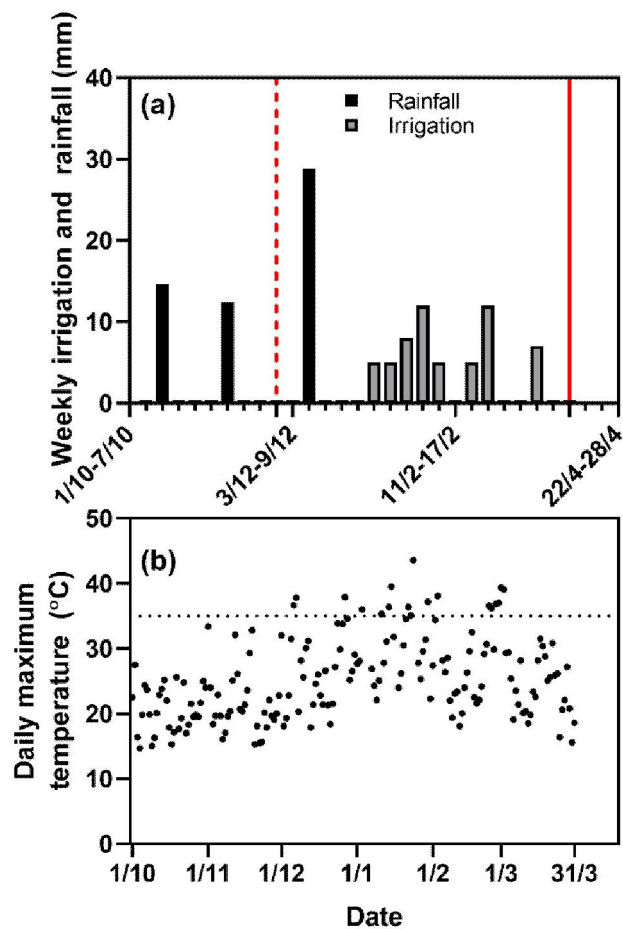 Weekly irrigation and rainfall (mm)
40
30
20
10
0
(a)
Rainfall
Irrigation
1/10-7/10
3/12-9/12
11/2-17/2
22/4-28/4
Daily maximum
temperature (°C)
50
40
30
20
10
0
(b)
1/10
1/11
1/12
1/1
1/2
1/3
31/3
Date